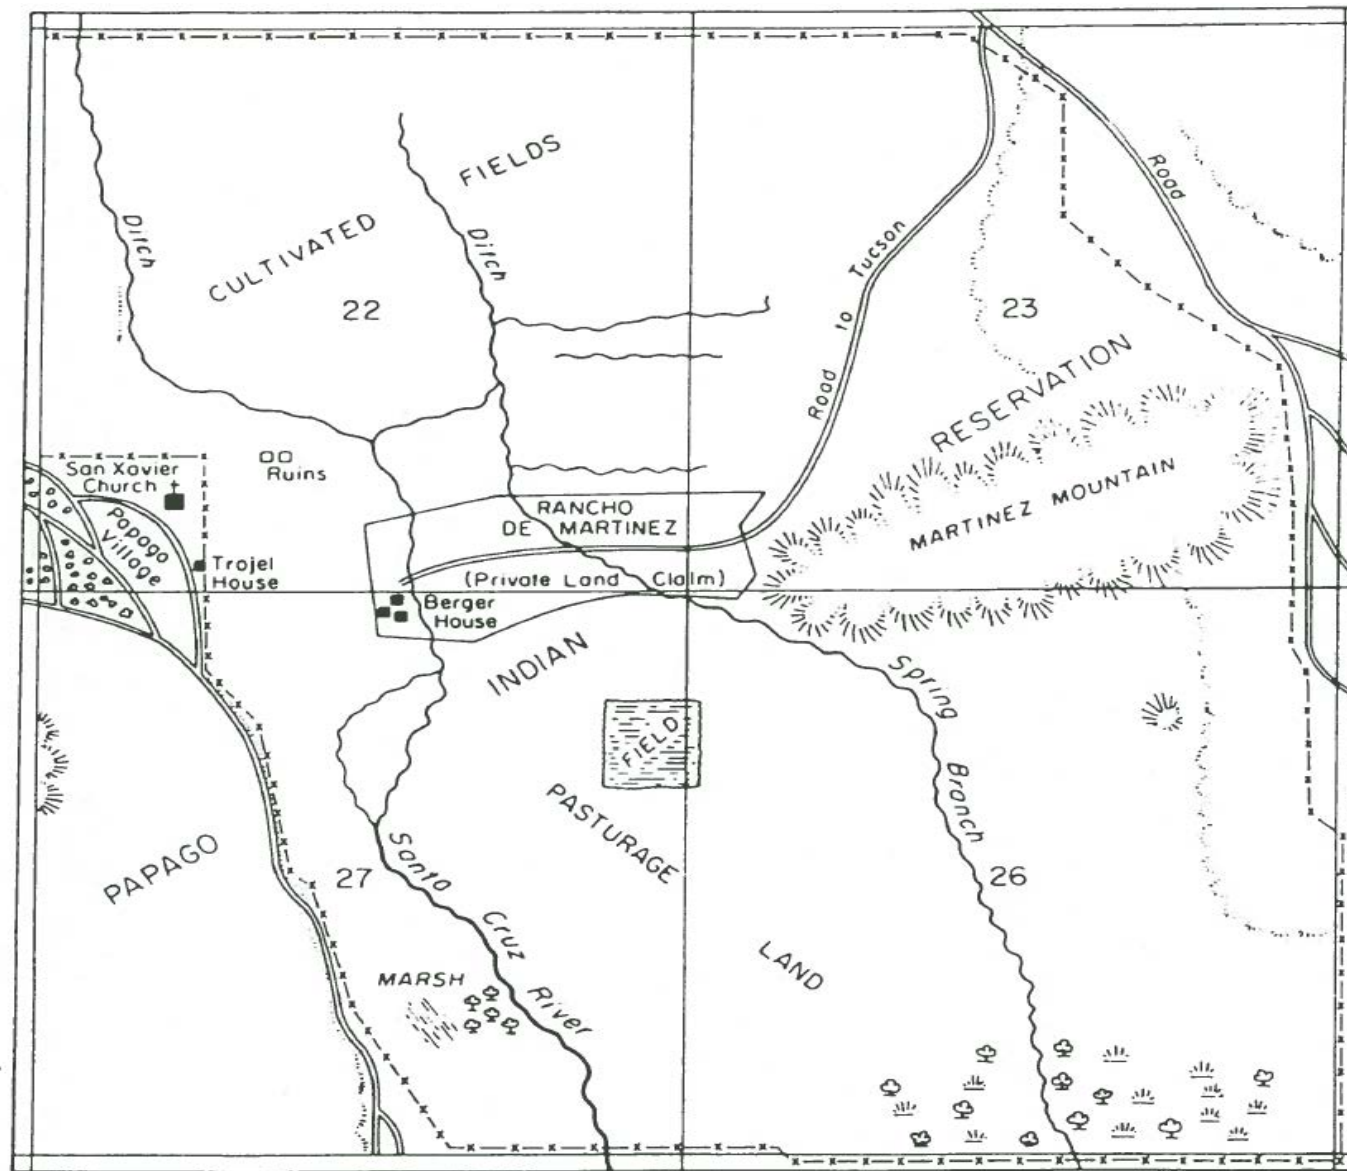 FIELDS
CULTIVATED
Ditch
Ditch
22
Road
Road to Tucson
23
RESERVATION
MARTINEZ MOUNTAIN
San Xavier
Church
Ruins
Papago
Village
Trojel
House
RANCHO
DE MARTINEZ
(Private Land Claim)
Berger
House
INDIAN
FIELD
PASTURAGE
Spring Branch
PAPAGO
27
Santa Cruz River
26
LAND
MARSH